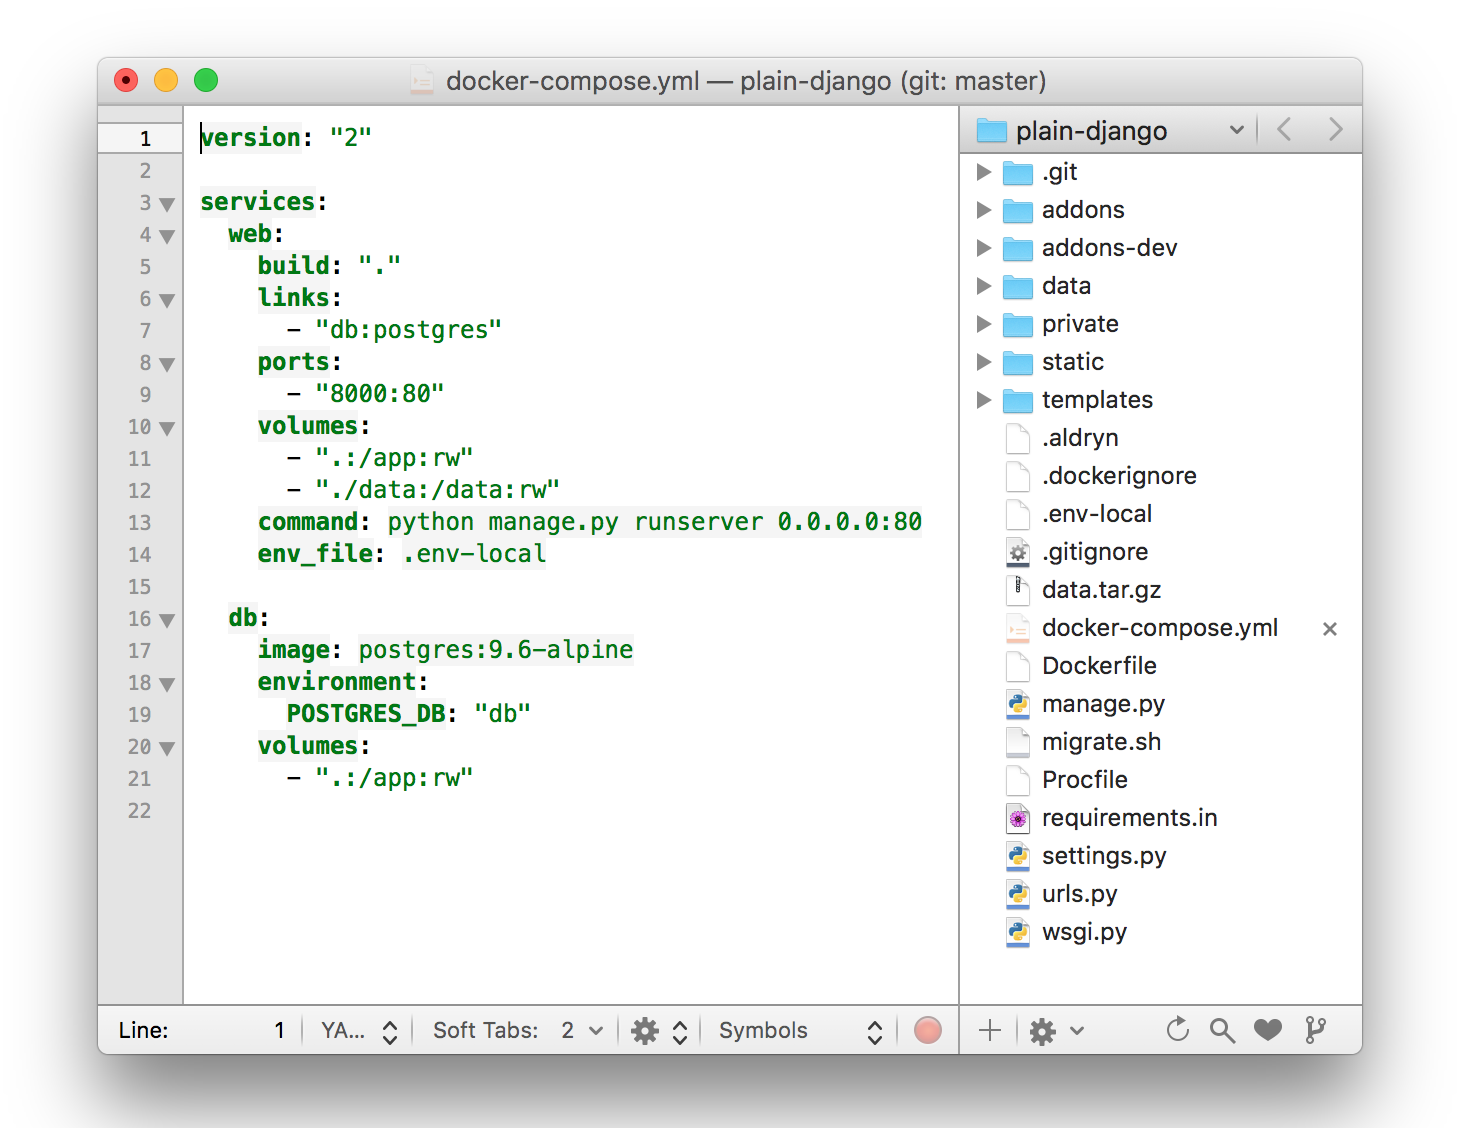 docker-compose.yml — plain-django (git: master)
1 version: "2"
2
3 services:
4   web:
5     build: "."
6     links:
7       - "db:postgres"
8     ports:
9       - "8000:80"
10     volumes:
11       - ".:/app:rw"
12       - "./data:/data:rw"
13     command: python manage.py runserver 0.0.0.0:80
14     env_file: .env-local
15
16   db:
17     image: postgres:9.6-alpine
18     environment:
19       POSTGRES_DB: "db"
20     volumes:
21       - ".:/app:rw"
22
plain-django
.git
addons
addons-dev
data
private
static
templates
.aldryn
.dockerignore
.env-local
.gitignore
data.tar.gz
docker-compose.yml
Dockerfile
manage.py
migrate.sh
Procfile
requirements.in
settings.py
urls.py
wsgi.py
Line: 1 YA... Soft Tabs: 2 Symbols